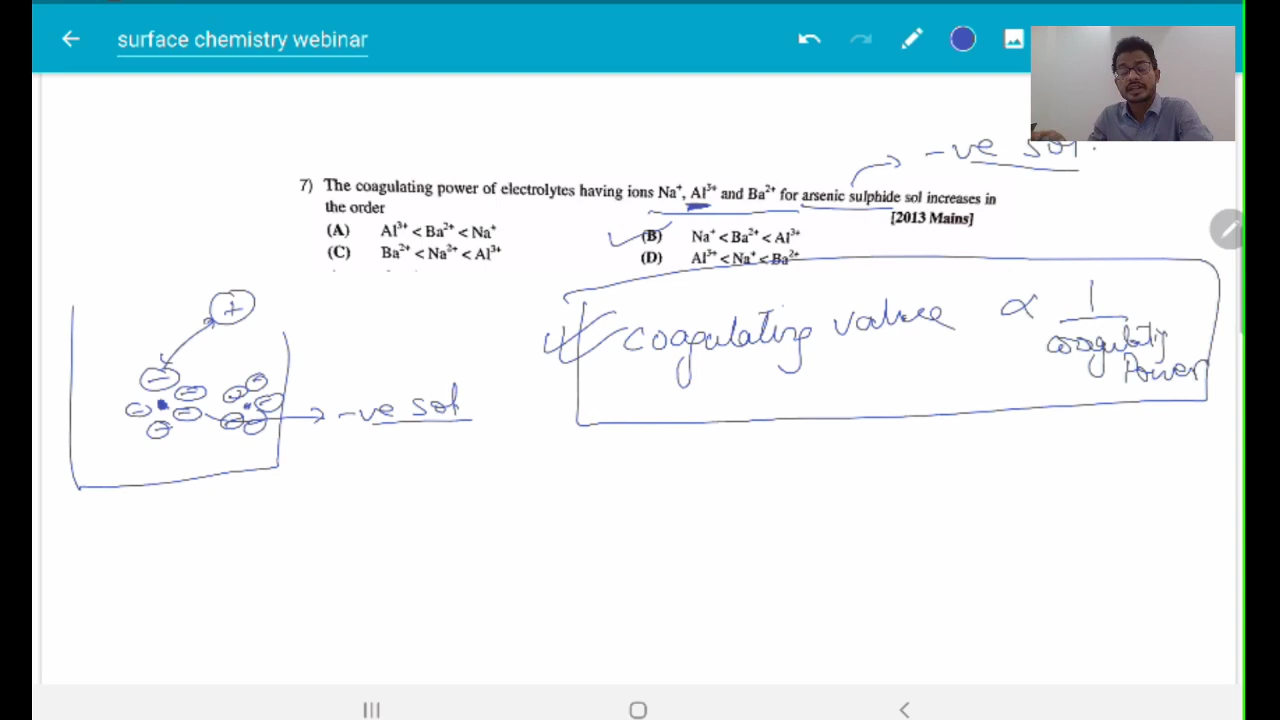 surface chemistry webinar
-ve sol.
7) The coagulating power of electrolytes having ions Na⁺, Al³⁺ and Ba²⁺ for arsenic sulphide sol increases in
the order
[2013 Mains]
(A) Al³⁺ < Ba²⁺ < Na⁺
(B) Na⁺ < Ba²⁺ < Al³⁺
(C) Ba²⁺ < Na²⁺ < Al³⁺
(D) Al³⁺ < Na⁺ < Ba²⁺
coagulating value ∝ 1
coagulatig
Power
-ve sol